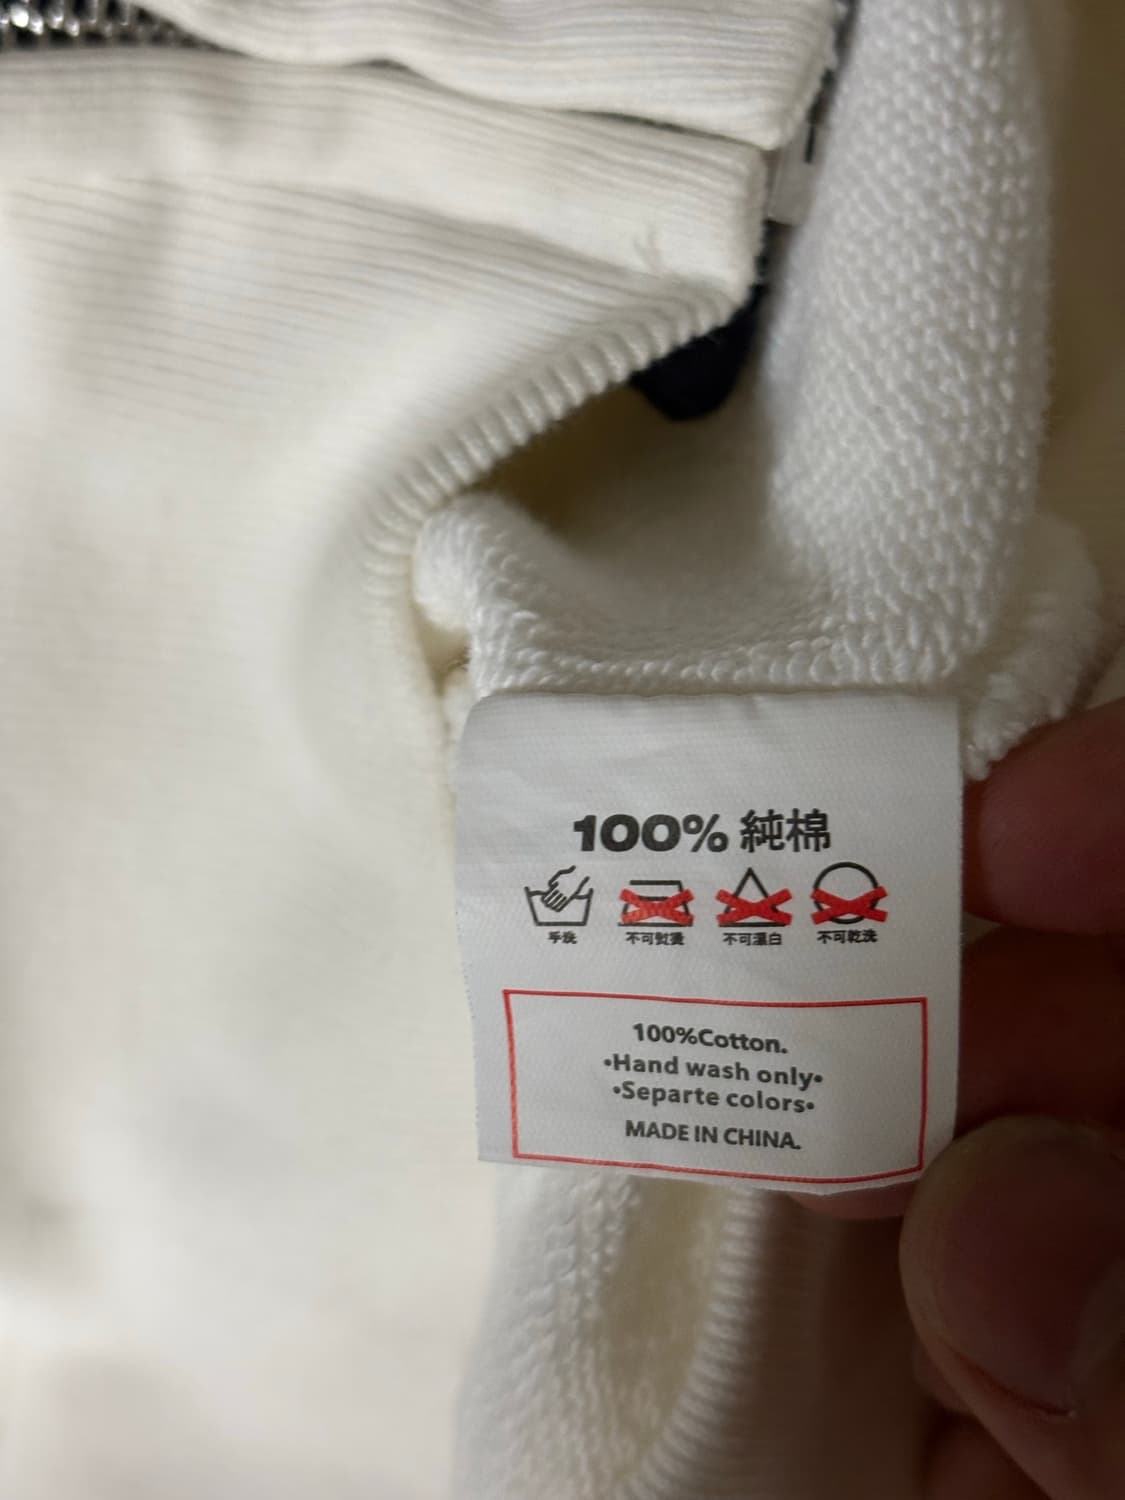 100% 純棉
手洗 不可熨燙 不可漂白 不可乾洗
100%Cotton.
•Hand wash only•
•Separte colors•
MADE IN CHINA.